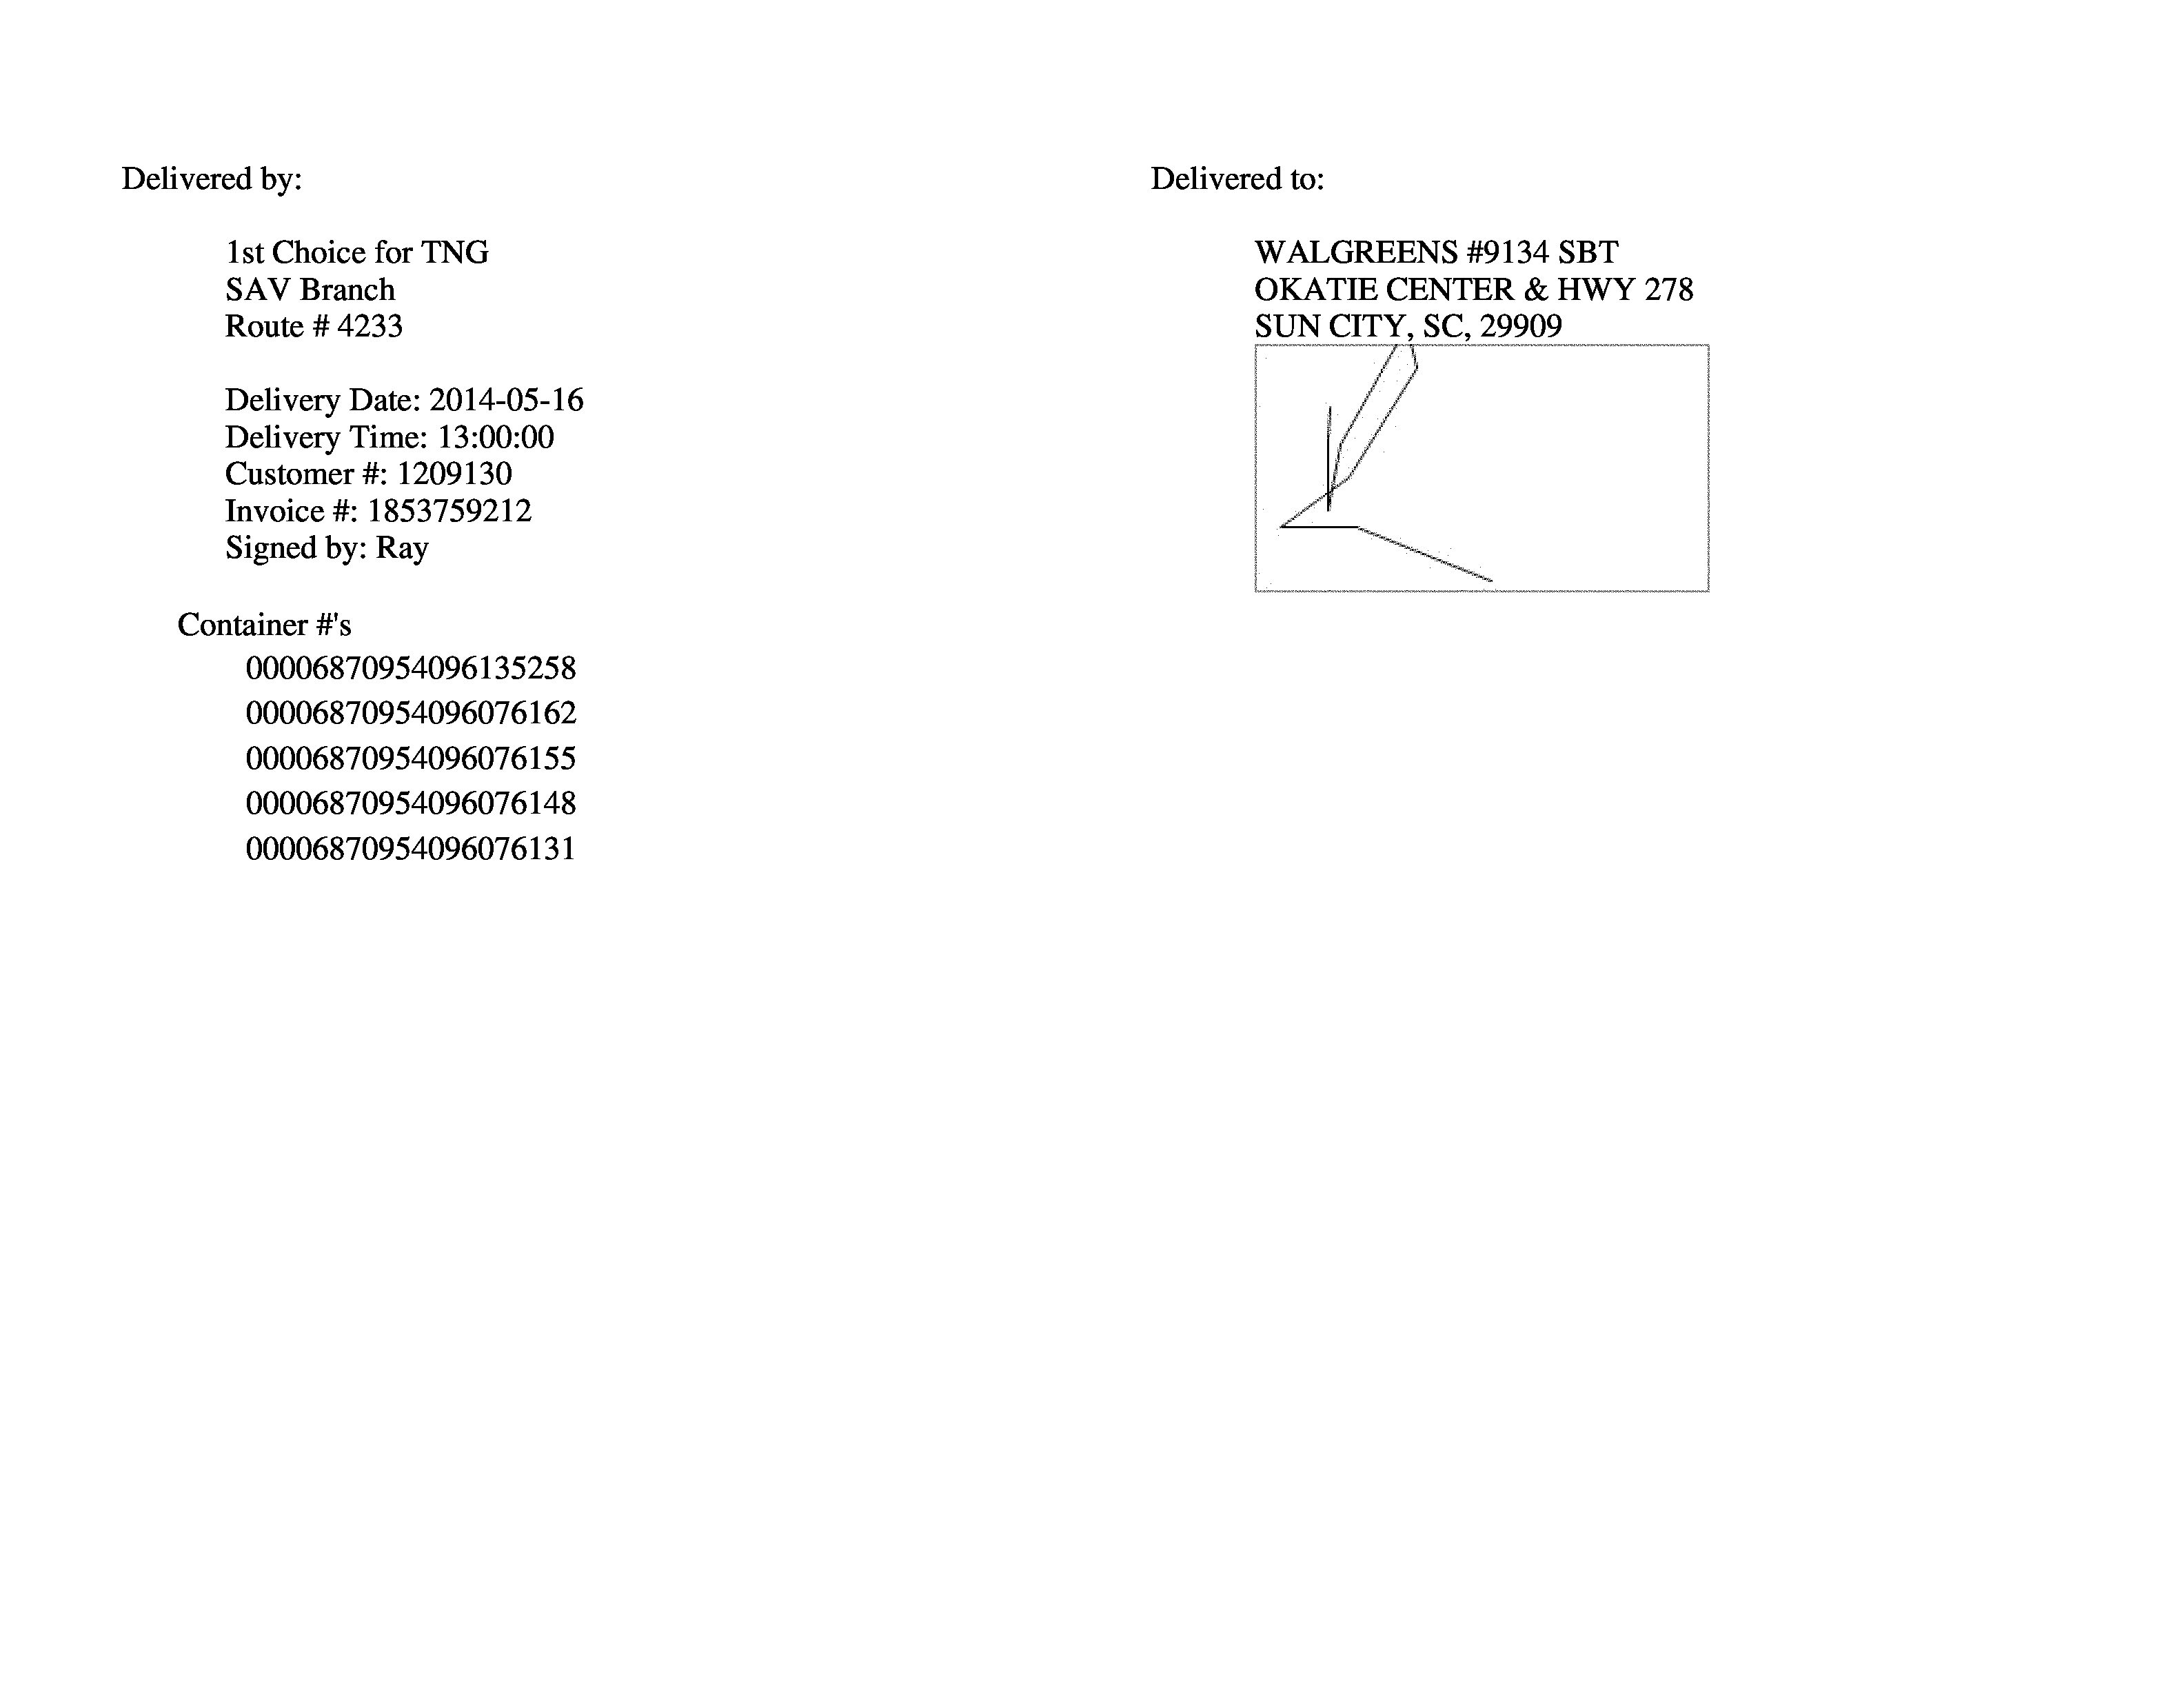 Delivered by:
1st Choice for TNG
SAV Branch
Route # 4233
Delivery Date: 2014-05-16
Delivery Time: 13:00:00
Customer #: 1209130
Invoice #: 1853759212
Signed by: Ray
Container #'s
00006870954096135258
00006870954096076162
00006870954096076155
00006870954096076148
00006870954096076131
Delivered to:
WALGREENS #9134 SBT
OKATIE CENTER & HWY 278
SUN CITY, SC, 29909